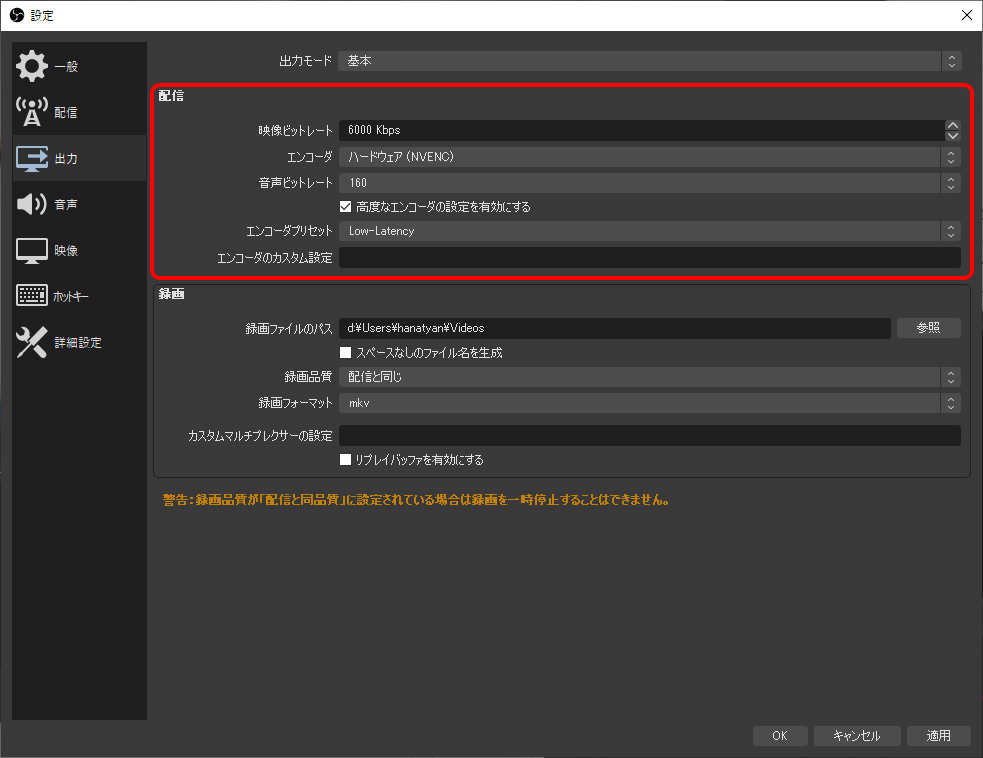 設定
一般
配信
出力
音声
映像
ホットキー
詳細設定
出力モード 基本
配信
映像ビットレート 6000 Kbps
エンコーダ ハードウェア (NVENC)
音声ビットレート 160
高度なエンコーダの設定を有効にする
エンコーダプリセット Low-Latency
エンコーダのカスタム設定
録画
録画ファイルのパス d:¥Users¥hanatyan¥Videos 参照
スペースなしのファイル名を生成
録画品質 配信と同じ
録画フォーマット mkv
カスタムマルチプレクサーの設定
リプレイバッファを有効にする
警告: 録画品質が「配信と同品質」に設定されている場合は録画を一時停止することはできません。
OK キャンセル 適用